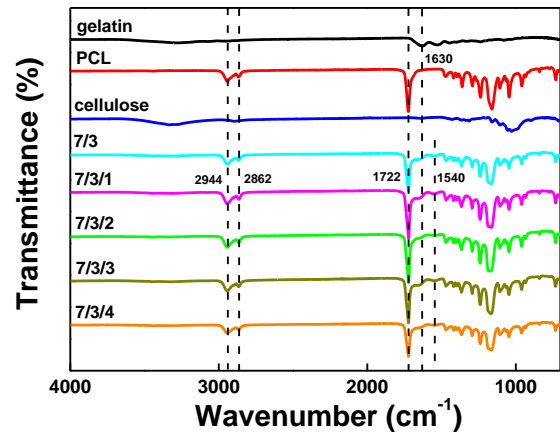 gelatin
PCL
1630
cellulose
7/3
7/3/1
2944
2862
1722
1540
7/3/2
7/3/3
7/3/4
Transmittance (%)
4000
3000
2000
1000
Wavenumber (cm⁻¹)